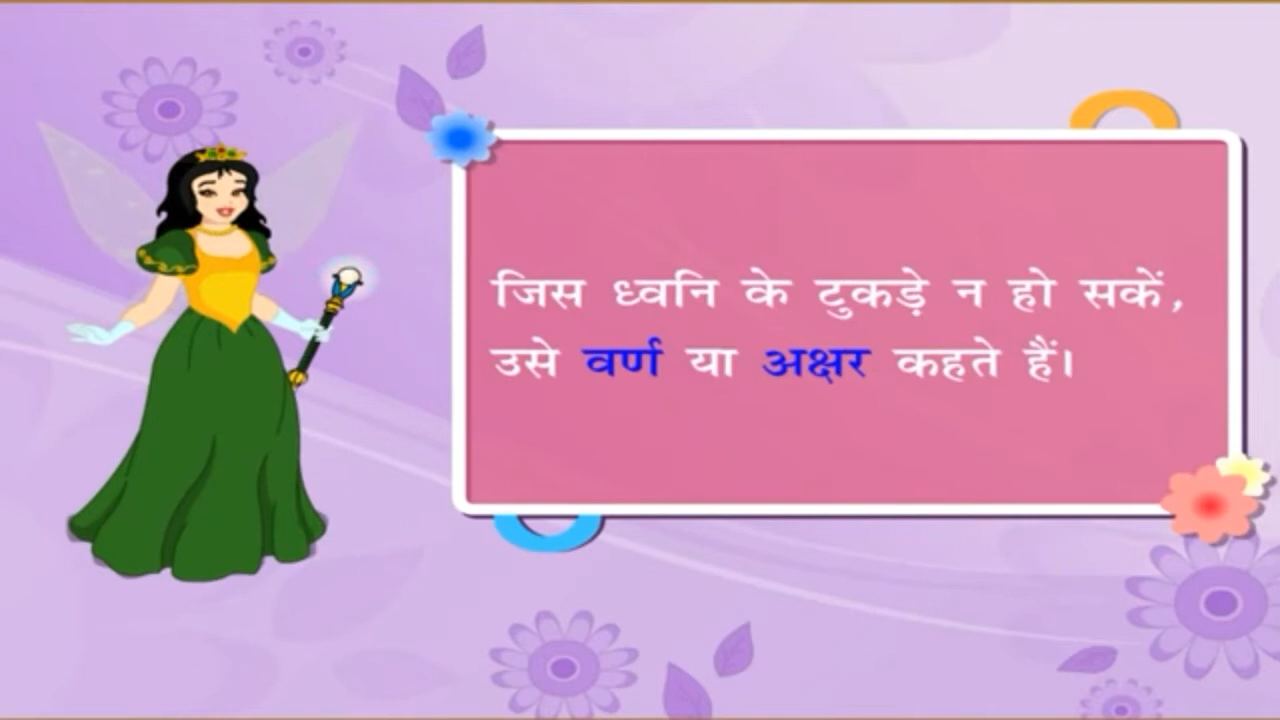 जिस ध्वनि के टुकड़े न हो सकें,
उसे वर्ण या अक्षर कहते हैं।